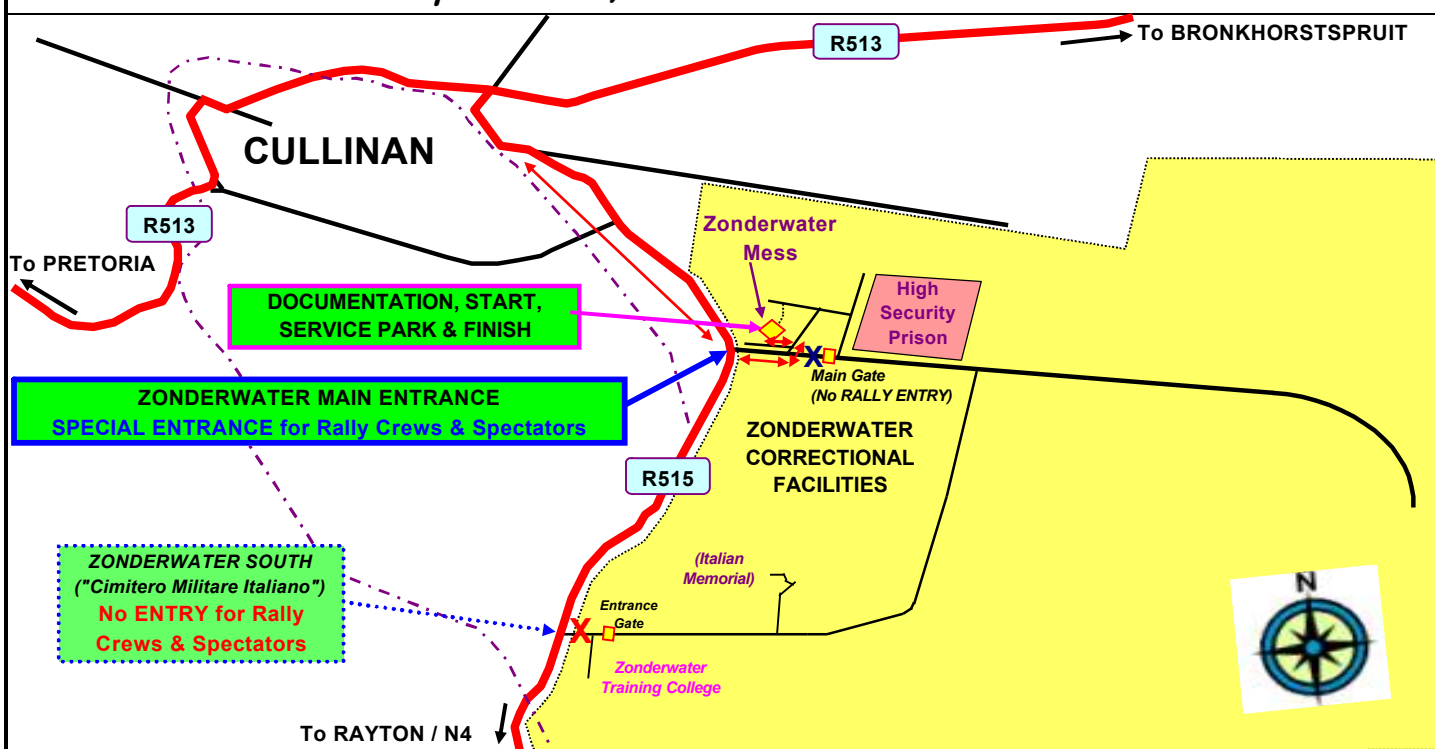 R513
To BRONKHORSTSPRUIT
CULLINAN
R513
To PRETORIA
Zonderwater
Mess
High
Security
Prison
DOCUMENTATION, START,
SERVICE PARK & FINISH
Main Gate
(No RALLY ENTRY)
ZONDERWATER MAIN ENTRANCE
SPECIAL ENTRANCE for Rally Crews & Spectators
ZONDERWATER
CORRECTIONAL
FACILITIES
R515
ZONDERWATER SOUTH
("Cimitero Militare Italiano")
No ENTRY for Rally
Crews & Spectators
(Italian
Memorial)
Entrance
Gate
X
X
Zonderwater
Training College
N
To RAYTON / N4